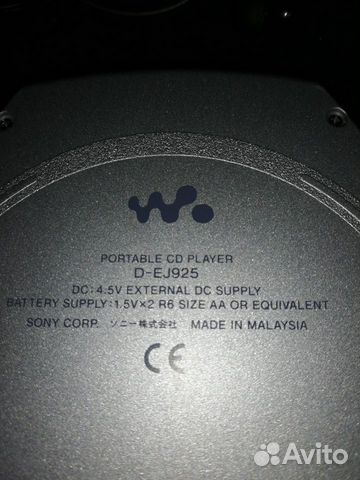 PORTABLE CD PLAYER
D-EJ925
DC: 4.5V EXTERNAL DC SUPPLY
BATTERY SUPPLY: 1.5V×2 R6 SIZE AA OR EQUIVALENT
SONY CORP. ソニー株式会社 MADE IN MALAYSIA
CE
Avito